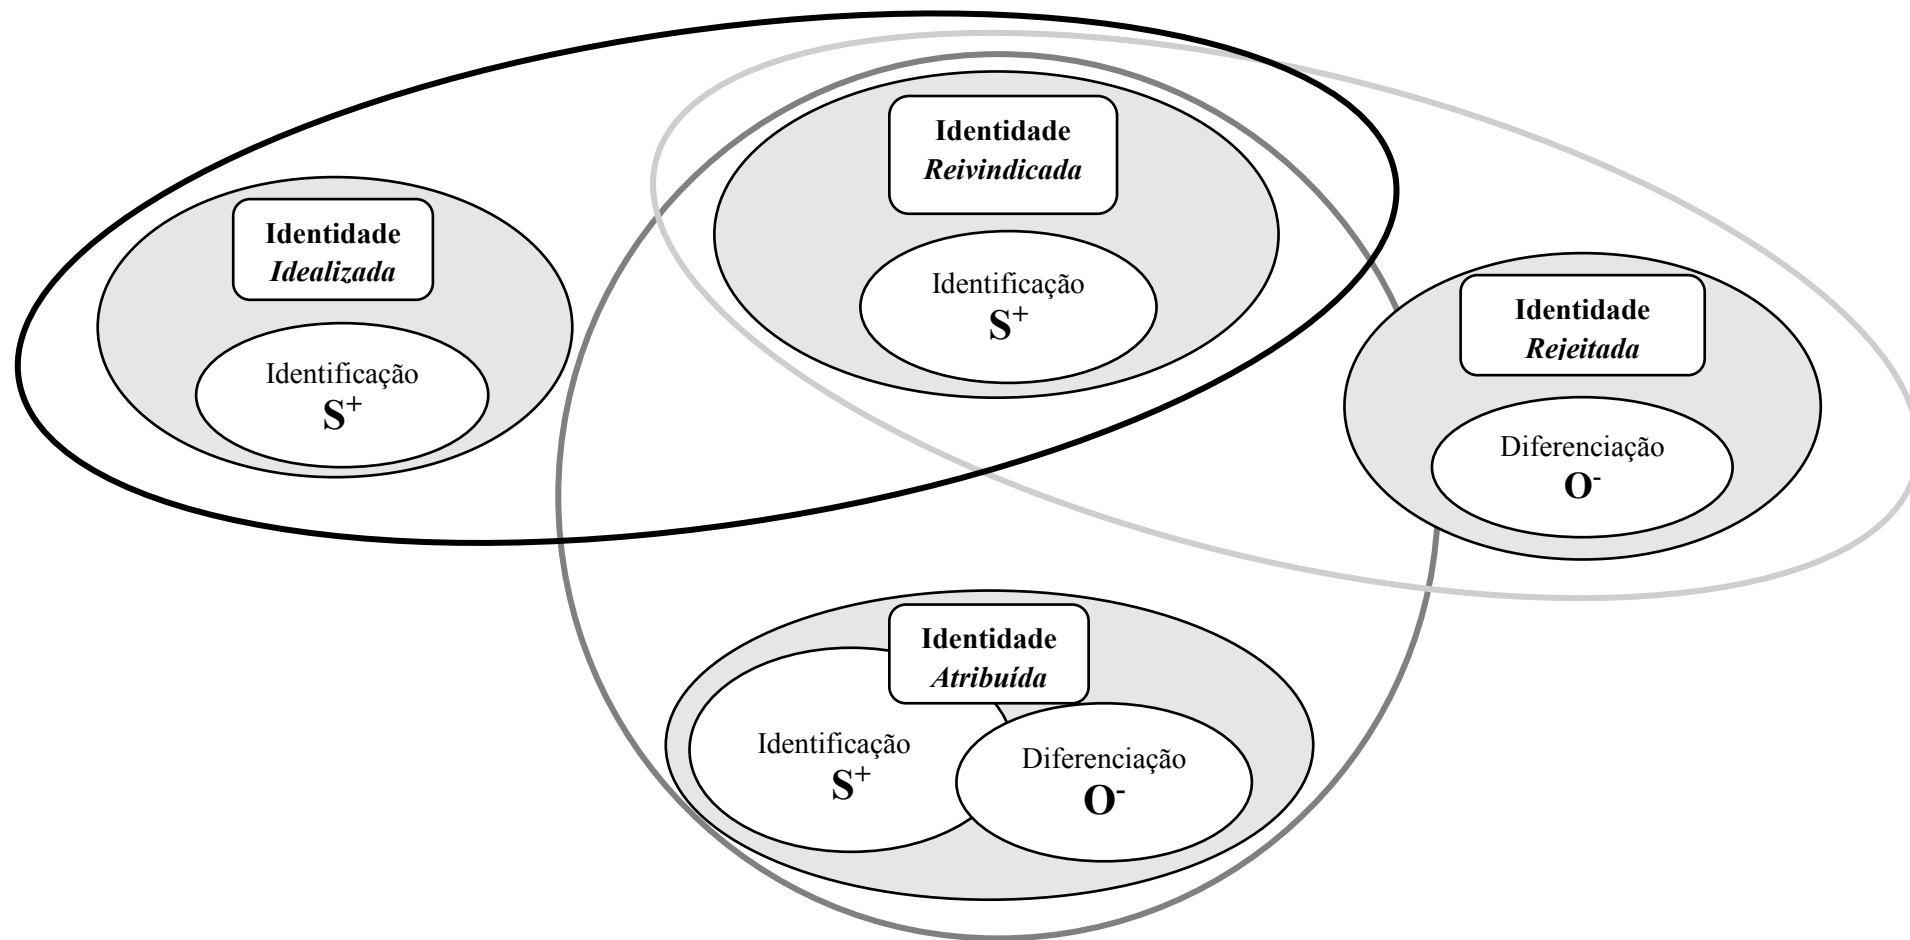 Identidade
Reivindicada
Identificação
S⁺
Identidade
Idealizada
Identificação
S⁺
Identidade
Rejeitada
Diferenciação
O⁻
Identidade
Atribuída
Identificação
S⁺
Diferenciação
O⁻